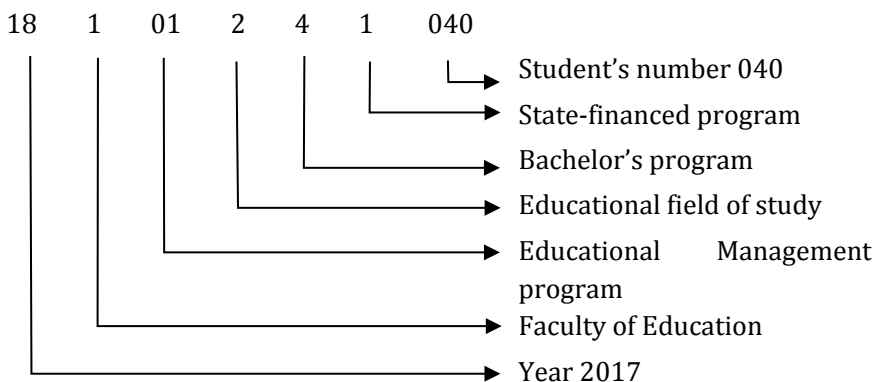 18 1 01 2 4 1 040
Student’s number 040
State-financed program
Bachelor’s program
Educational field of study
Educational Management
program
Faculty of Education
Year 2017